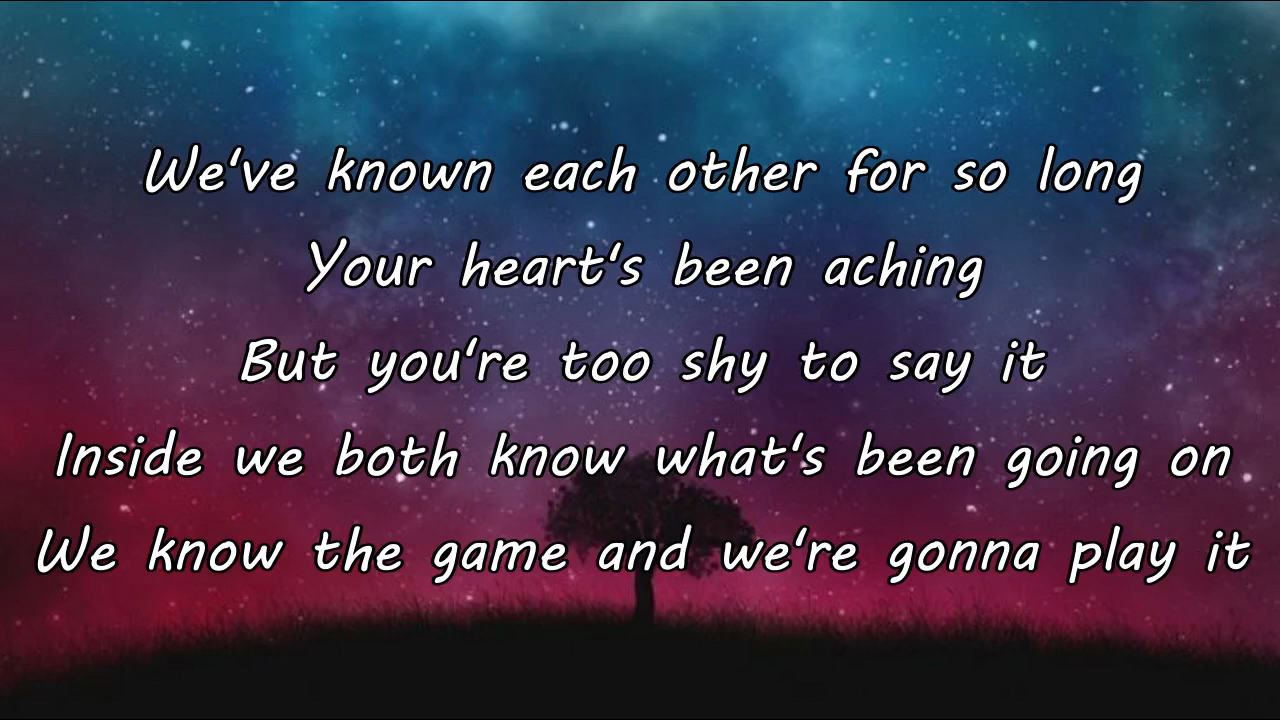 We've known each other for so long
Your heart's been aching
But you're too shy to say it
Inside we both know what's been going on
We know the game and we're gonna play it